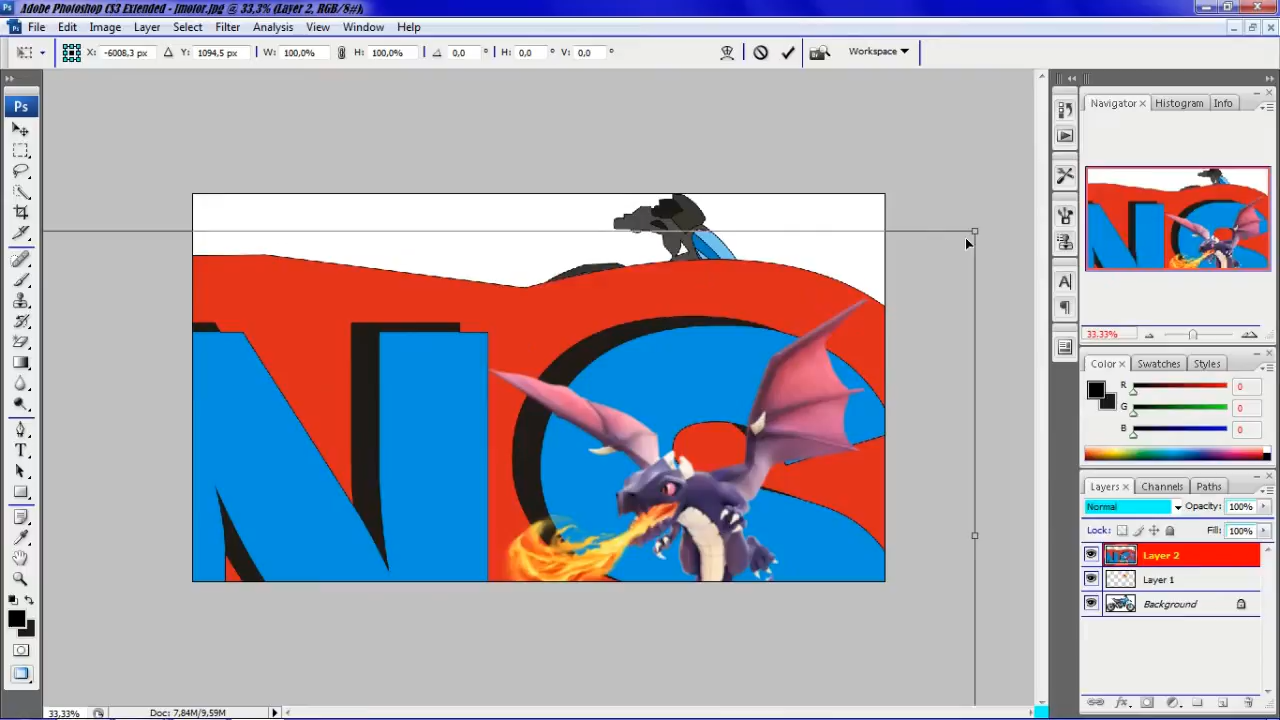 Adobe Photoshop CS3 Extended - [motor.jpg @ 33,3% (Layer 2, RGB/8#)]
File Edit Image Layer Select Filter Analysis View Window Help
X: -6008,3 px Y: 1094,5 px W: 100,0% H: 100,0% 0,0 ° H: 0,0 ° V: 0,0 ° Workspace
Ps
Navigator Histogram Info
33.33%
Color Swatches Styles
R 0
G 0
B 0
Layers Channels Paths
Normal Opacity: 100%
Lock: Fill: 100%
Layer 2
Layer 1
Background
NS
33,33% Doc: 7,84M/9,59M